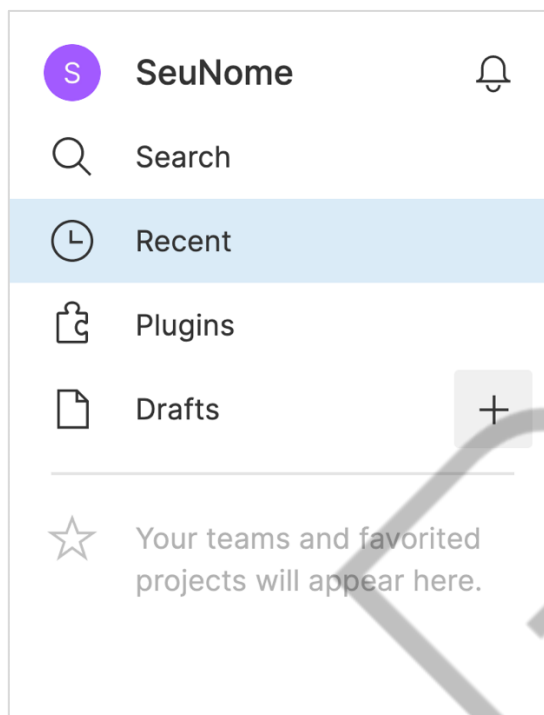 S
SeuNome
Search
Recent
Plugins
Drafts
Your teams and favorited
projects will appear here.